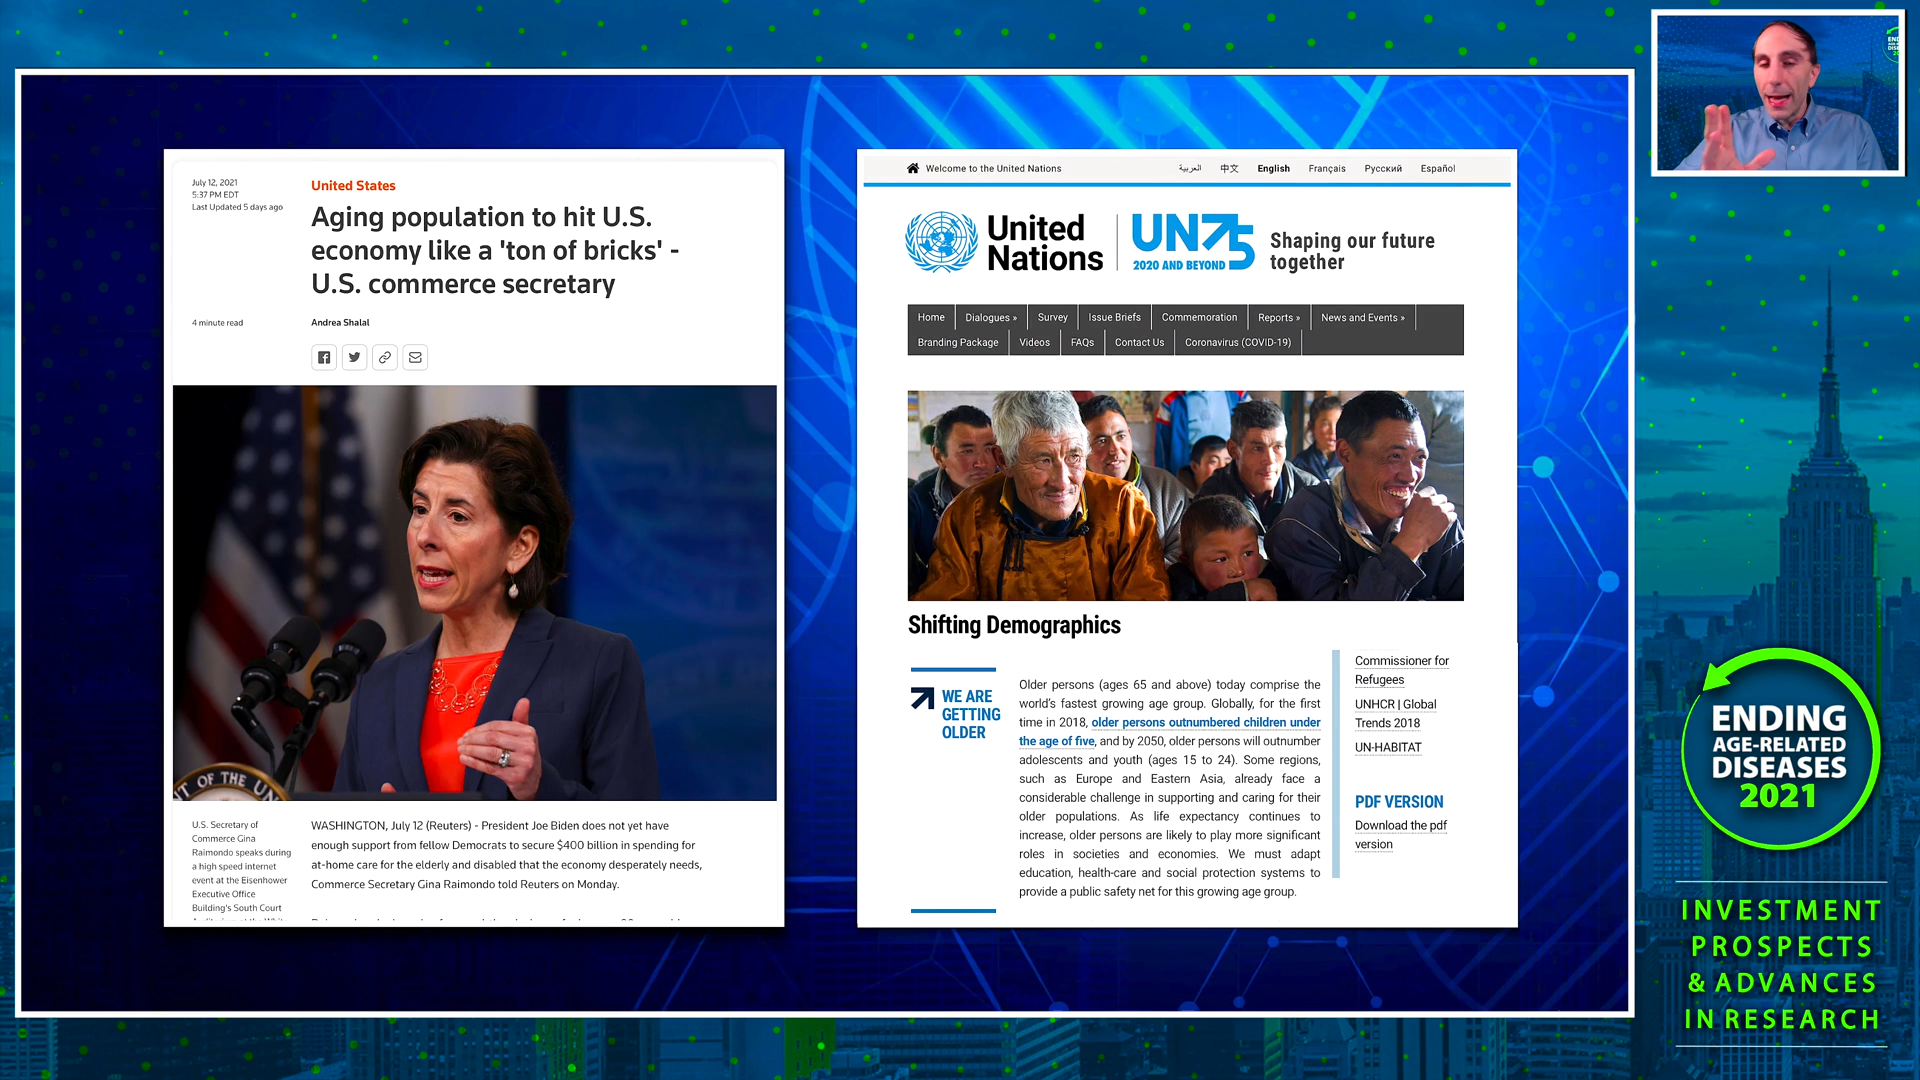 July 12, 2021
5:37 PM EDT
Last Updated 5 days ago
United States
Aging population to hit U.S.
economy like a 'ton of bricks' -
U.S. commerce secretary
4 minute read
Andrea Shalal
T OF THE UN
U.S. Secretary of
Commerce Gina
Raimondo speaks during
a high speed internet
event at the Eisenhower
Executive Office
Building's South Court
WASHINGTON, July 12 (Reuters) - President Joe Biden does not yet have
enough support from fellow Democrats to secure $400 billion in spending for
at-home care for the elderly and disabled that the economy desperately needs,
Commerce Secretary Gina Raimondo told Reuters on Monday.
Welcome to the United Nations
العربية
中文
English
Français
Русский
Español
United
Nations
UN75
2020 AND BEYOND
Shaping our future
together
Home
Dialogues »
Survey
Issue Briefs
Commemoration
Reports »
News and Events »
Branding Package
Videos
FAQs
Contact Us
Coronavirus (COVID-19)
Shifting Demographics
WE ARE
GETTING
OLDER
Older persons (ages 65 and above) today comprise the
world's fastest growing age group. Globally, for the first
time in 2018, older persons outnumbered children under
the age of five, and by 2050, older persons will outnumber
adolescents and youth (ages 15 to 24). Some regions,
such as Europe and Eastern Asia, already face a
considerable challenge in supporting and caring for their
older populations. As life expectancy continues to
increase, older persons are likely to play more significant
roles in societies and economies. We must adapt
education, health-care and social protection systems to
provide a public safety net for this growing age group.
Commissioner for
Refugees
UNHCR | Global
Trends 2018
UN-HABITAT
PDF VERSION
Download the pdf
version
ENDING
AGE-RELATED
DISEASES
2021
INVESTMENT
PROSPECTS
& ADVANCES
IN RESEARCH